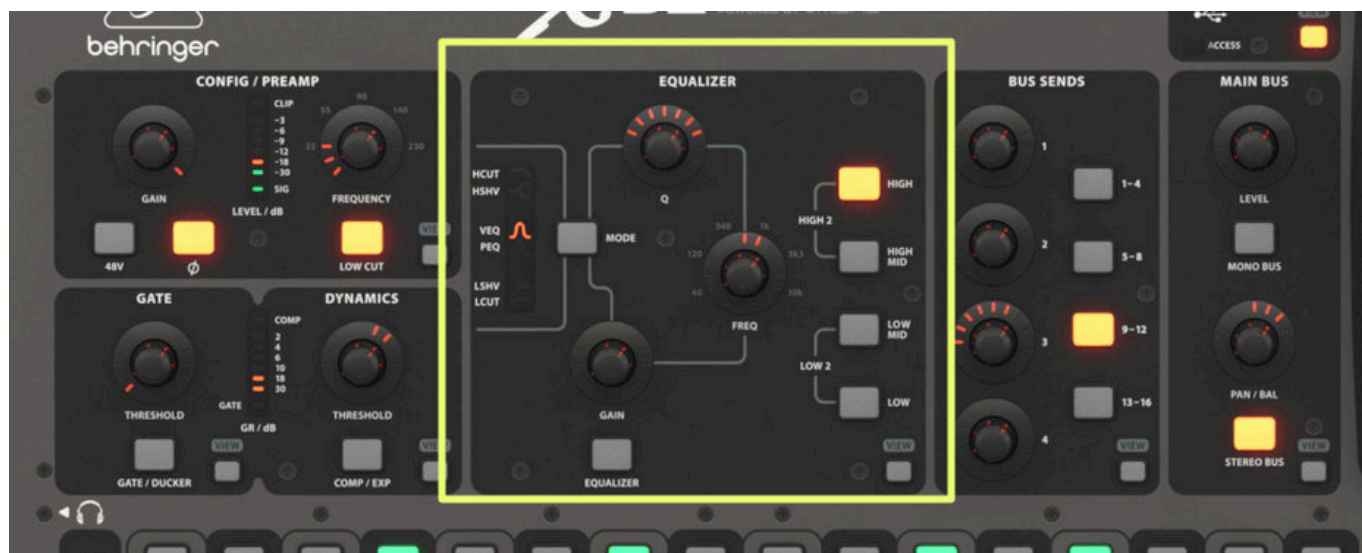 behringer
ACCESS
CONFIG / PREAMP
CLIP
-3
-6
-9
-12
-18
-30
SIG
LEVEL / dB
GAIN
35
55
90
140
230
FREQUENCY
48V
Ø
LOW CUT
VIEW
GATE
THRESHOLD
GATE / DUCKER
VIEW
COMP
2
4
6
10
18
30
GATE
GR / dB
DYNAMICS
THRESHOLD
COMP / EXP
VIEW
EQUALIZER
HCUT
HSHV
VEQ
PEQ
LSHV
LCUT
MODE
Q
40
120
340
1k
3k3
10k
FREQ
GAIN
EQUALIZER
HIGH
HIGH 2
HIGH
MID
LOW
MID
LOW 2
LOW
VIEW
BUS SENDS
1
2
3
4
1-4
5-8
9-12
13-16
VIEW
MAIN BUS
LEVEL
MONO BUS
PAN / BAL
STEREO BUS
VIEW